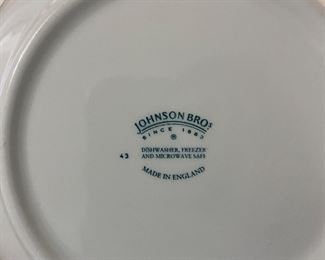 JOHNSON BROS
SINCE 1883
®
43 DISHWASHER, FREEZER
AND MICROWAVE SAFE
MADE IN ENGLAND